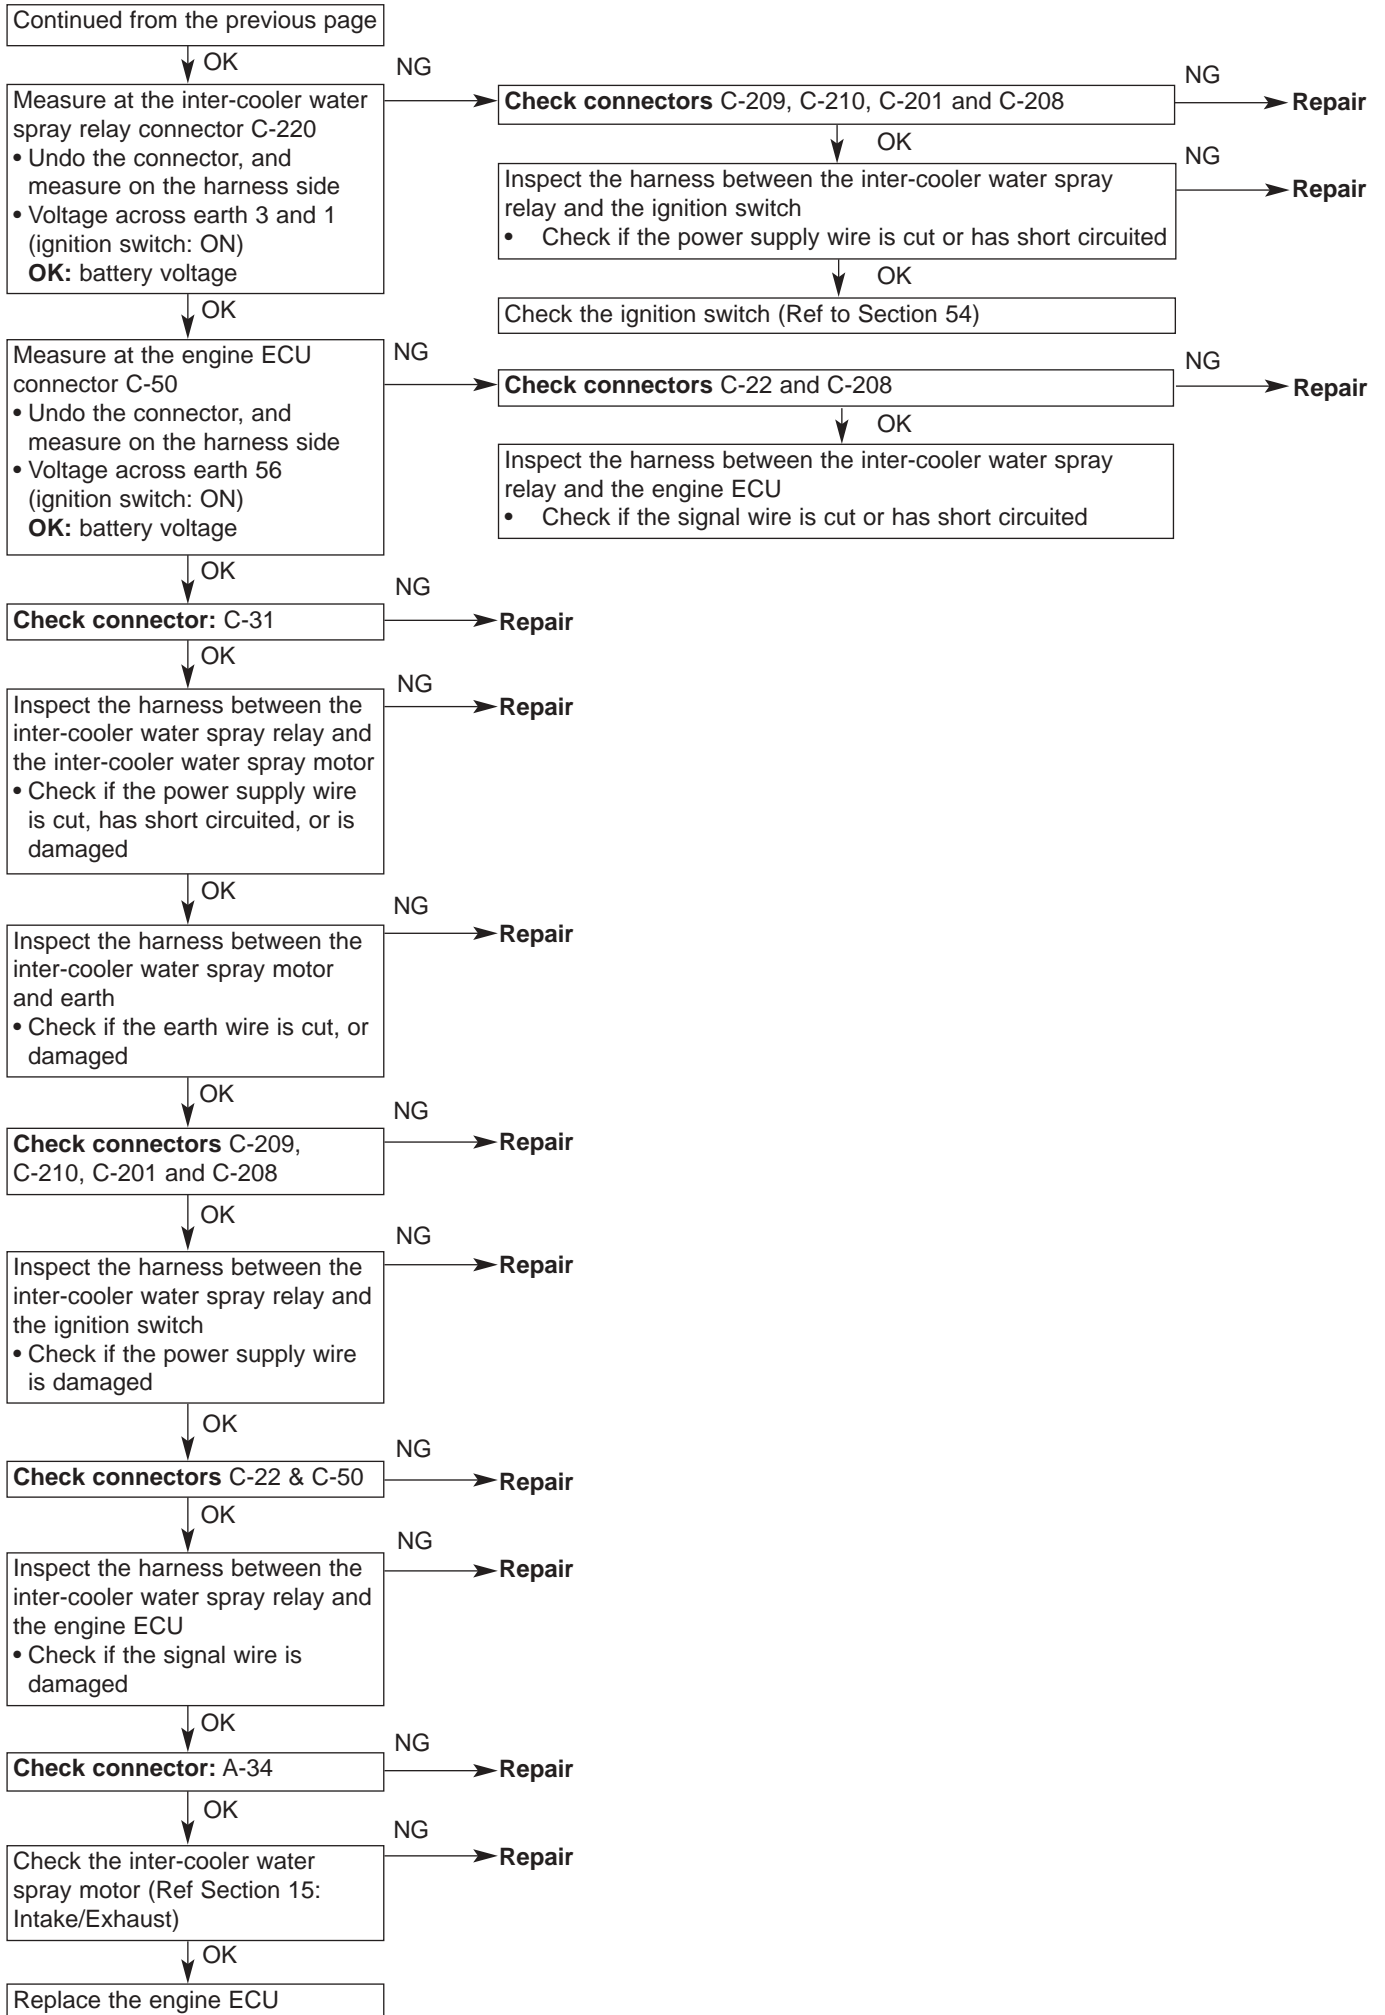 Continued from the previous page
OK
Measure at the inter-cooler water
spray relay connector C-220
• Undo the connector, and
measure on the harness side
• Voltage across earth 3 and 1
(ignition switch: ON)
OK: battery voltage
NG
Check connectors C-209, C-210, C-201 and C-208
NG
Repair
OK
Inspect the harness between the inter-cooler water spray
relay and the ignition switch
• Check if the power supply wire is cut or has short circuited
NG
Repair
OK
Check the ignition switch (Ref to Section 54)
OK
Measure at the engine ECU
connector C-50
• Undo the connector, and
measure on the harness side
• Voltage across earth 56
(ignition switch: ON)
OK: battery voltage
NG
Check connectors C-22 and C-208
NG
Repair
OK
Inspect the harness between the inter-cooler water spray
relay and the engine ECU
• Check if the signal wire is cut or has short circuited
OK
Check connector: C-31
NG
Repair
OK
Inspect the harness between the
inter-cooler water spray relay and
the inter-cooler water spray motor
• Check if the power supply wire
is cut, has short circuited, or is
damaged
NG
Repair
OK
Inspect the harness between the
inter-cooler water spray motor
and earth
• Check if the earth wire is cut, or
damaged
NG
Repair
OK
Check connectors C-209,
C-210, C-201 and C-208
NG
Repair
OK
Inspect the harness between the
inter-cooler water spray relay and
the ignition switch
• Check if the power supply wire
is damaged
NG
Repair
OK
Check connectors C-22 & C-50
NG
Repair
OK
Inspect the harness between the
inter-cooler water spray relay and
the engine ECU
• Check if the signal wire is
damaged
NG
Repair
OK
Check connector: A-34
NG
Repair
OK
Check the inter-cooler water
spray motor (Ref Section 15:
Intake/Exhaust)
NG
Repair
OK
Replace the engine ECU